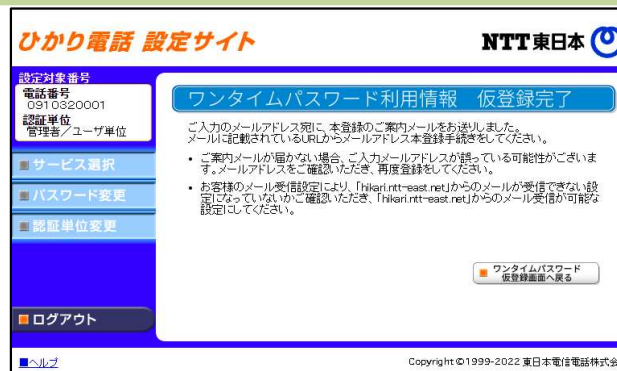 ひかり電話 設定サイト
NTT東日本
設定対象番号
電話番号
0910320001
認証単位
管理者/ユーザ単位
サービス選択
パスワード変更
認証単位変更
ログアウト
ワンタイムパスワード利用情報 仮登録完了
ご入力のメールアドレス宛に、本登録のご案内メールをお送りしました。
メールに記載されているURLからメールアドレス本登録手続きをしてください。
• ご案内メールが届かない場合、ご入力メールアドレスが誤っている可能性がございま
す。メールアドレスをご確認いただき、再度登録をしてください。
• お客様のメール受信設定により、「hikari.ntt-east.net」からのメールが受信できない設
定になっていないかご確認いただき、「hikari.ntt-east.net」からのメール受信が可能な
設定にしてください。
ワンタイムパスワード
仮登録画面へ戻る
ヘルプ
Copyright©1999-2022 東日本電信電話株式会